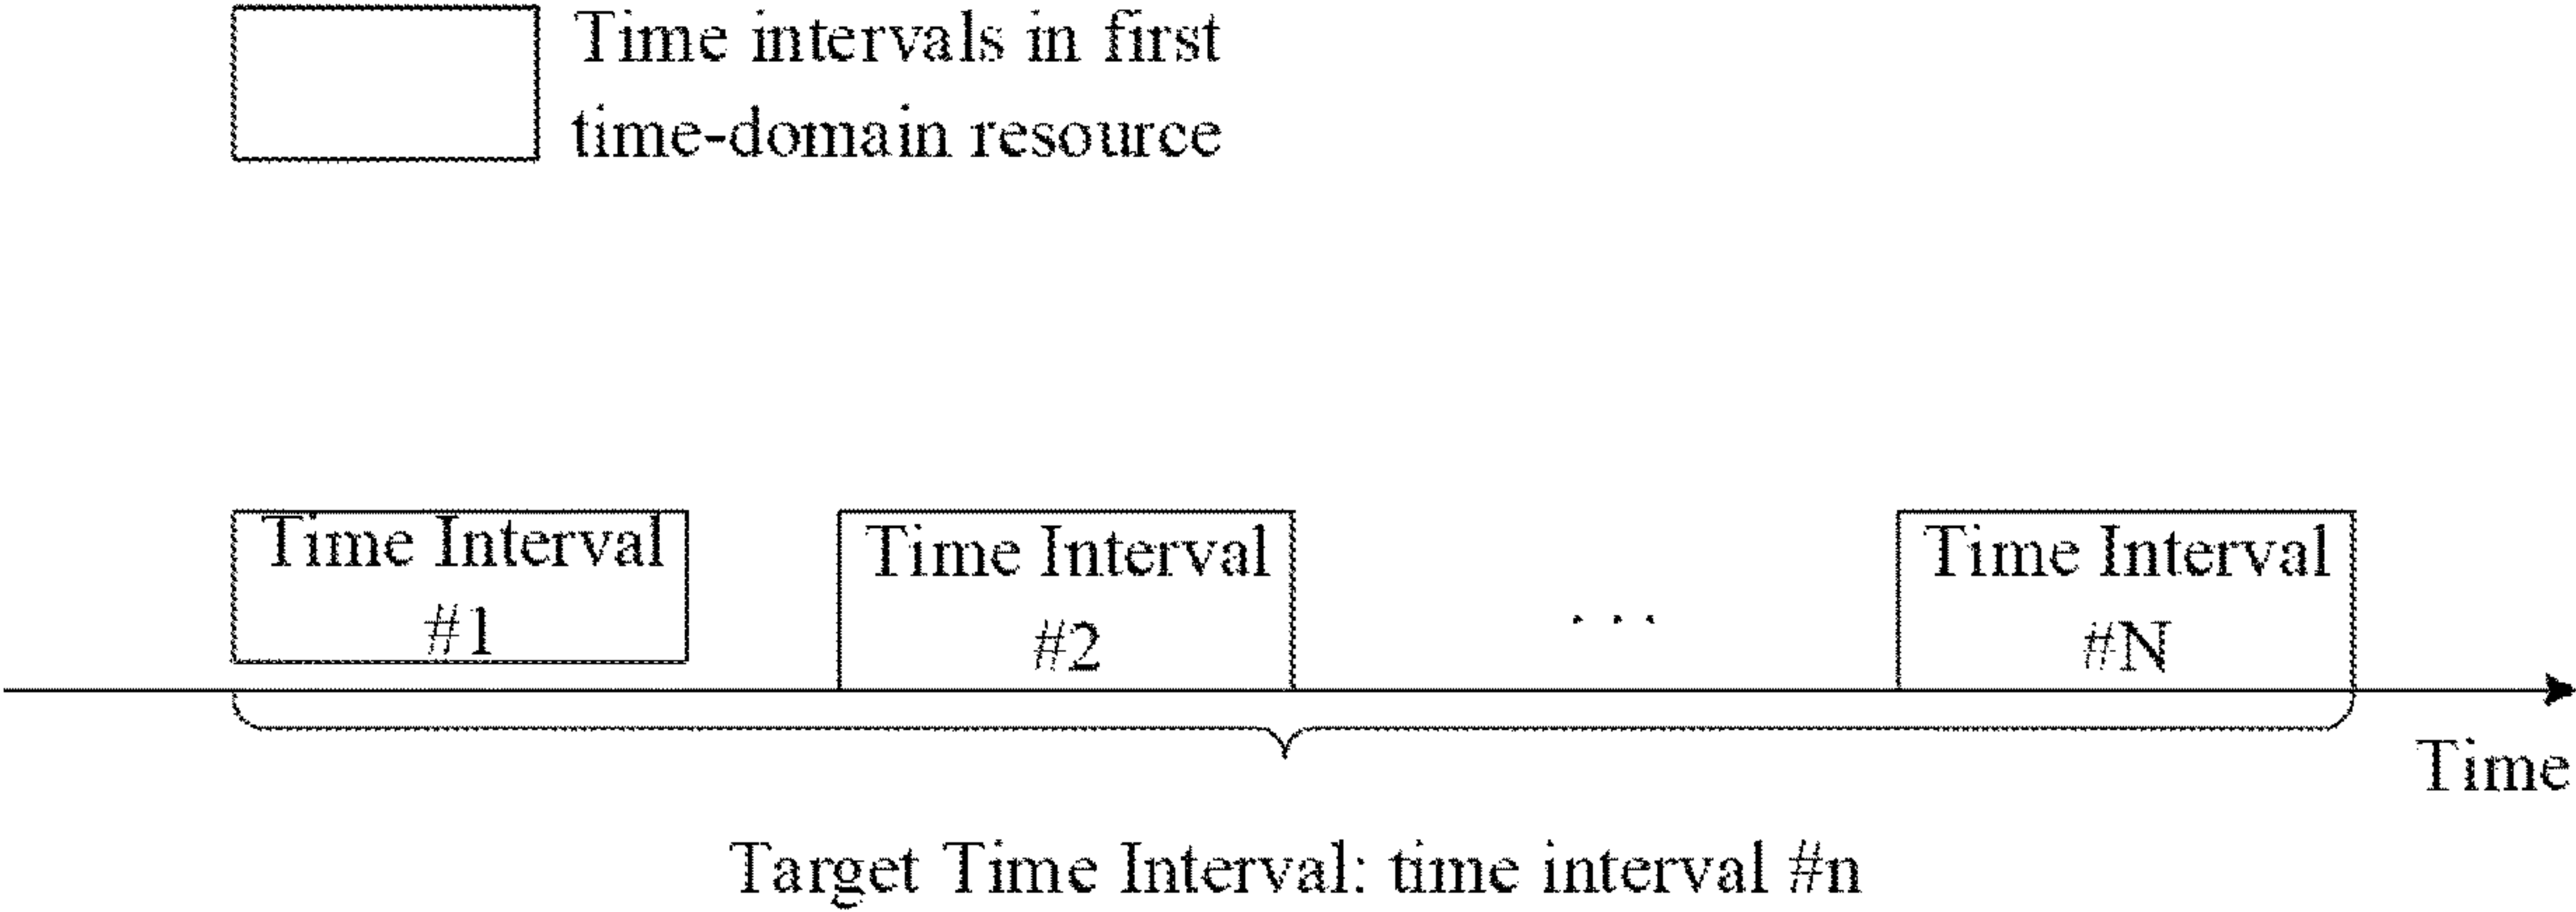 Time intervals in first
time-domain resource
Time Interval
#1
Time Interval
#2
. . .
Time Interval
#N
Time
Target Time Interval: time interval #n